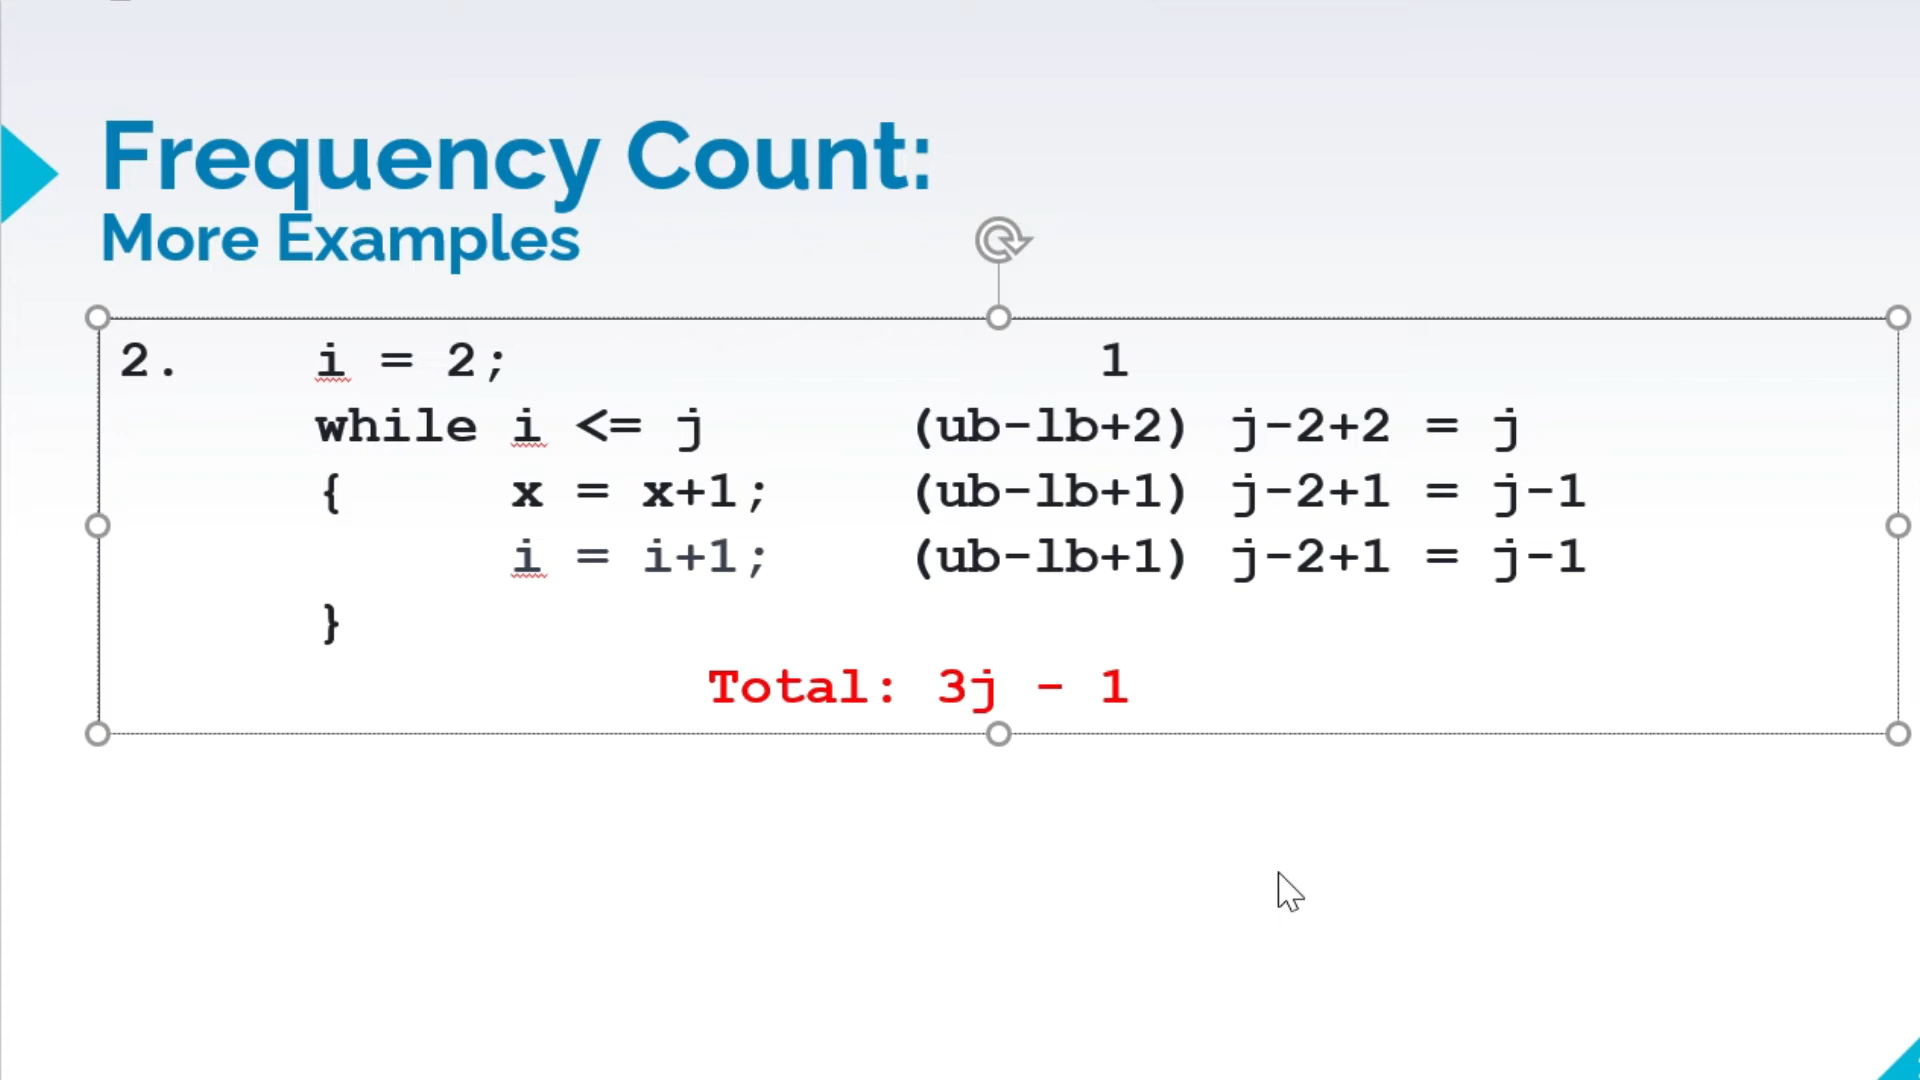 Frequency Count:
More Examples
2. i = 2; 1
while i <= j (ub-lb+2) j-2+2 = j
{ x = x+1; (ub-lb+1) j-2+1 = j-1
i = i+1; (ub-lb+1) j-2+1 = j-1
}
Total: 3j - 1